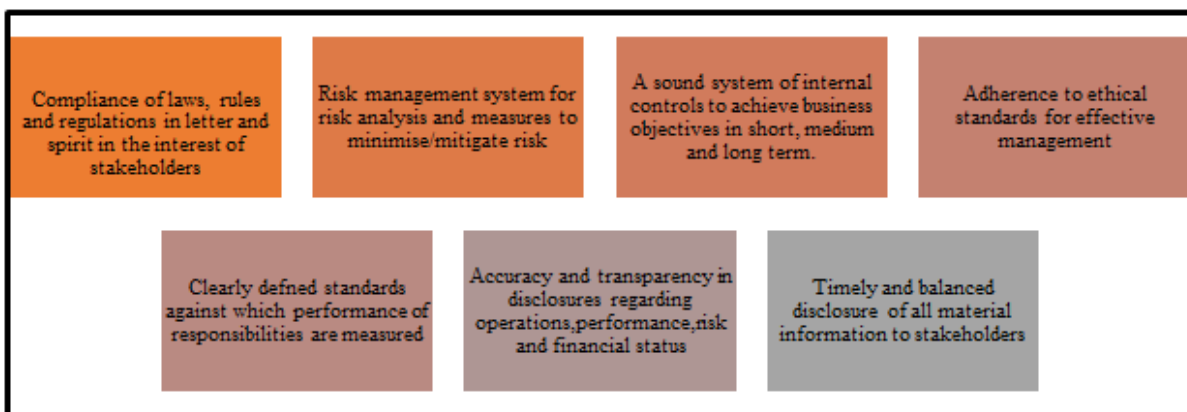 Compliance of laws, rules
and regulations in letter and
spirit in the interest of
stakeholders
Risk management system for
risk analysis and measures to
minimise/mitigate risk
A sound system of internal
controls to achieve business
objectives in short, medium
and long term.
Adherence to ethical
standards for effective
management
Clearly defned standards
against which performance of
responsibilities are measured
Accuracy and transparency in
disclosures regarding
operations,performance,risk
and financial status
Timely and balanced
disclosure of all material
information to stakeholders